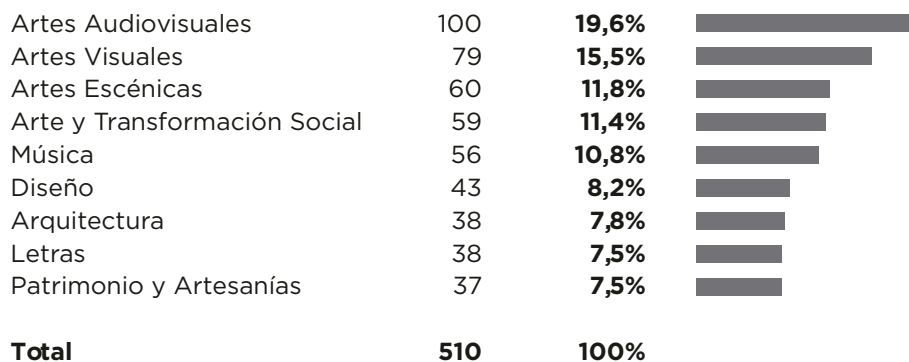 Artes Audiovisuales 100 19,6%
Artes Visuales 79 15,5%
Artes Escénicas 60 11,8%
Arte y Transformación Social 59 11,4%
Música 56 10,8%
Diseño 43 8,2%
Arquitectura 38 7,8%
Letras 38 7,5%
Patrimonio y Artesanías 37 7,5%
Total 510 100%